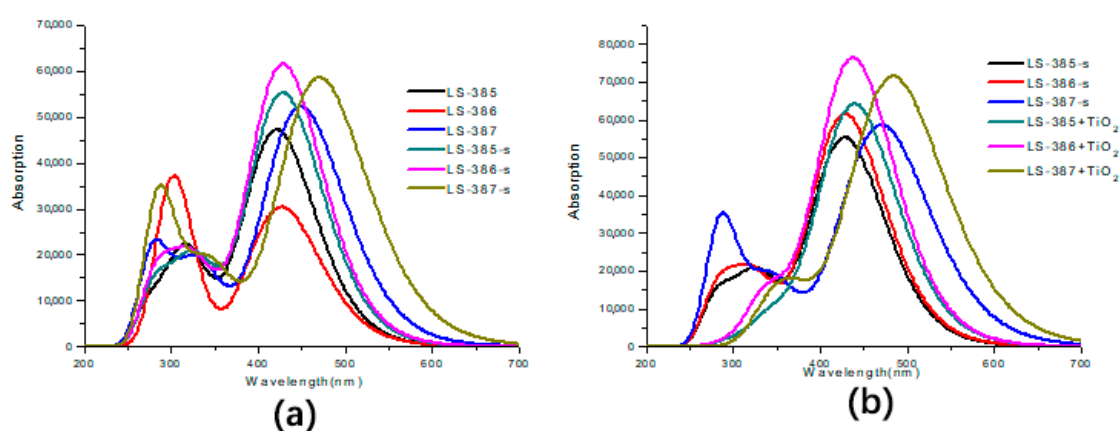 70,000
60,000
50,000
40,000
30,000
20,000
10,000
0
Absorption
200
300
400
500
600
700
Wavelength(nm)
LS-385
LS-386
LS-387
LS-385-s
LS-386-s
LS-387-s
(a)
80,000
70,000
60,000
50,000
40,000
30,000
20,000
10,000
0
Absorption
200
300
400
500
600
700
Wavelength(nm)
LS-385-s
LS-386-s
LS-387-s
LS-385+TiO₂
LS-386+TiO₂
LS-387+TiO₂
(b)